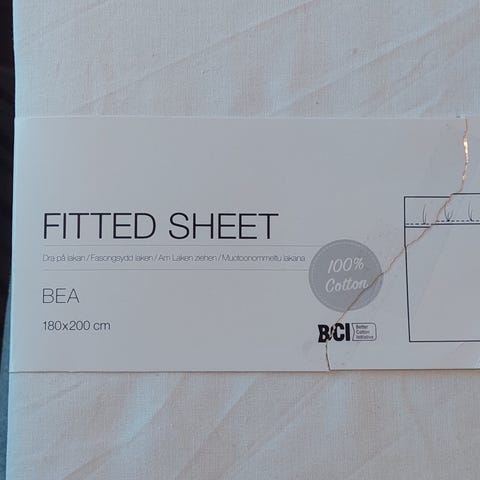 FITTED SHEET
Dra på lakan / Fasongsydd laken / Am Laken ziehen / Muotoonommeltu lakana
BEA
180x200 cm
100%
Cotton
BCI
Better
Cotton
Initiative